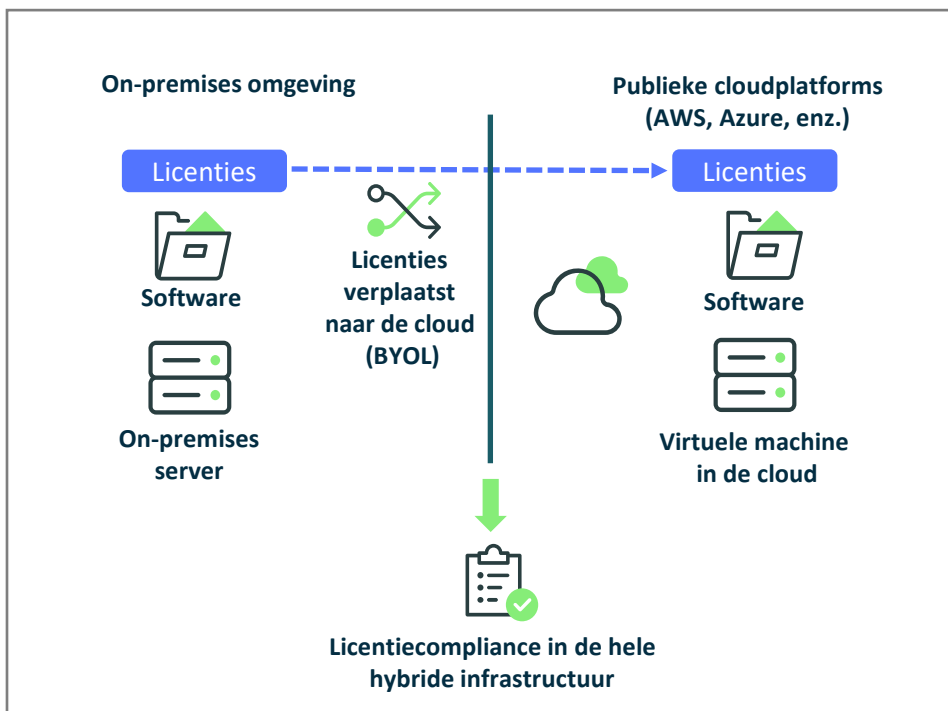 On-premises omgeving
Publieke cloudplatforms
(AWS, Azure, enz.)
Licenties
Licenties
Software
Licenties
verplaatst
naar de cloud
(BYOL)
Software
On-premises
server
Virtuele machine
in de cloud
Licentiecompliance in de hele
hybride infrastructuur